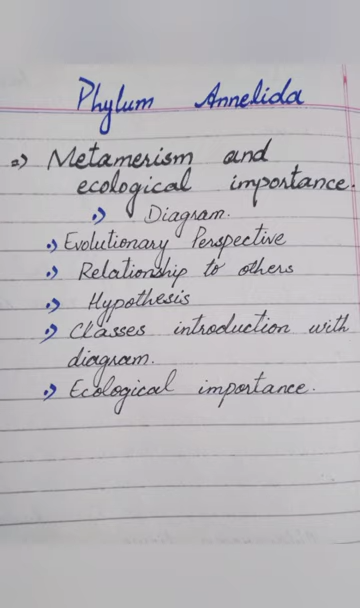 Phylum Annelida
=> Metamerism and
ecological importance.
•) Diagram.
•) Evolutionary Perspective
•) Relationship to others
•) Hypothesis
•) Classes introduction with
diagram.
•) Ecological importance.